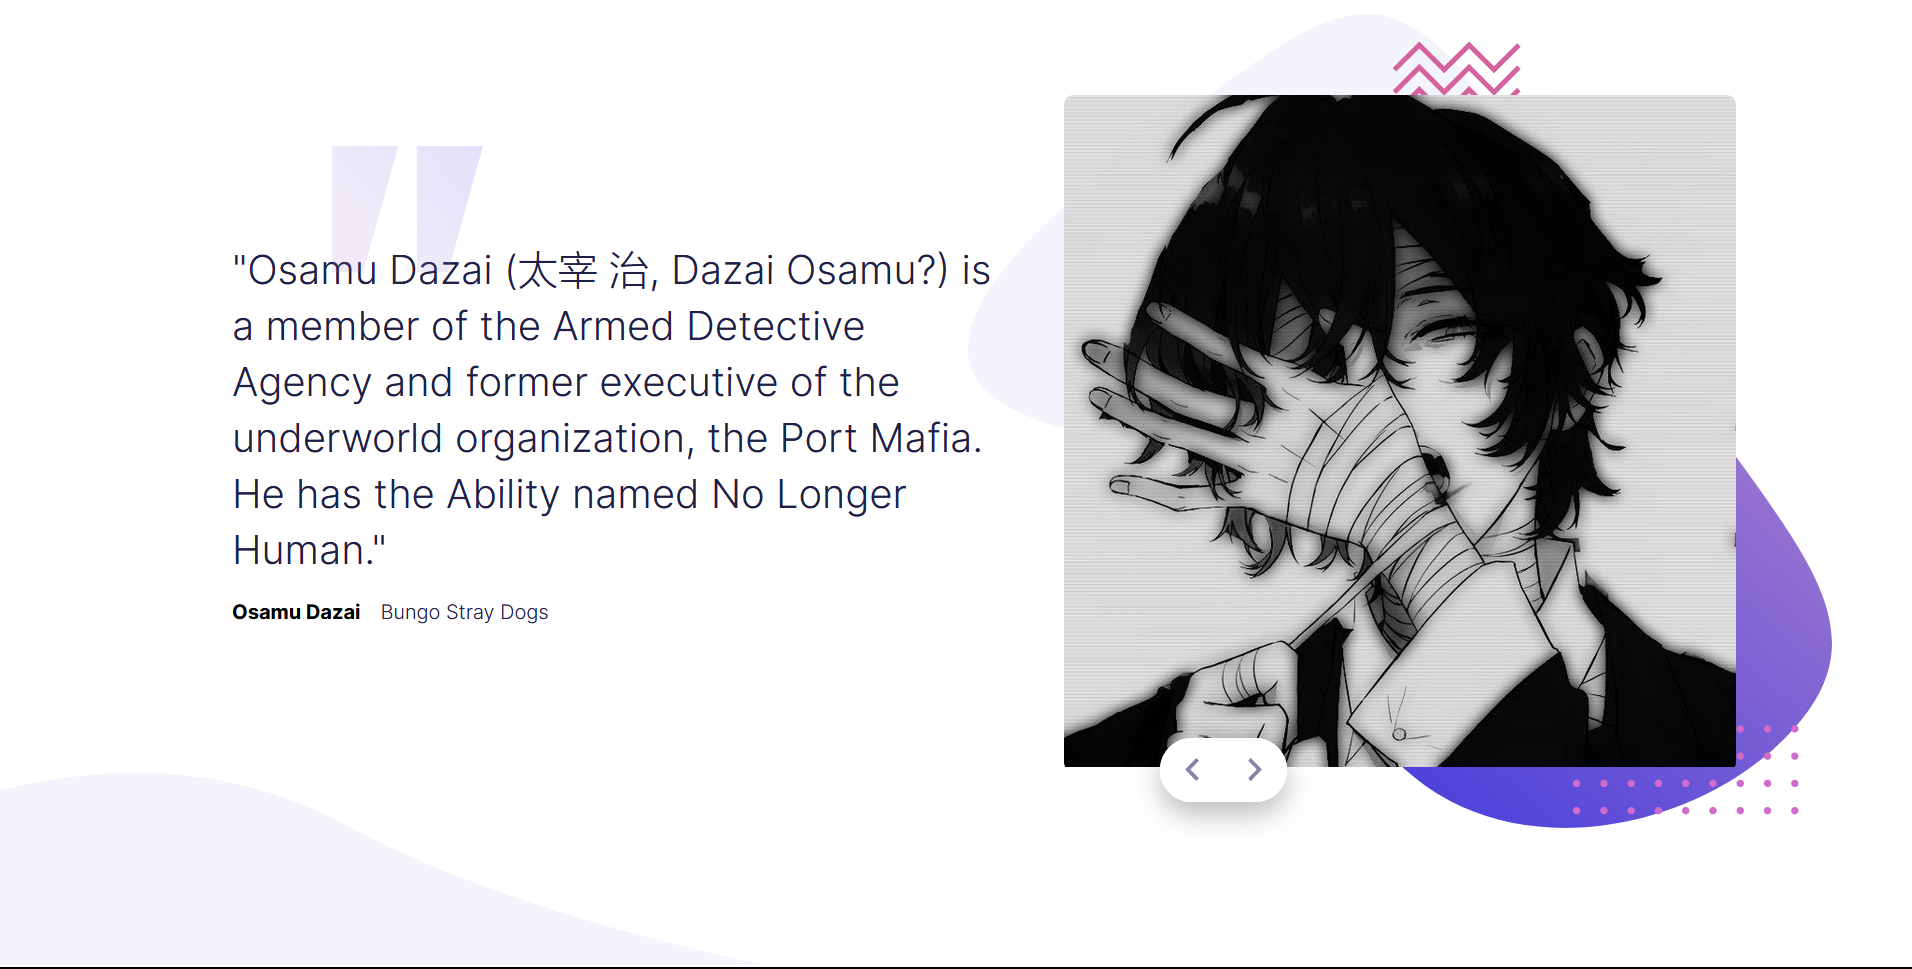 "Osamu Dazai (太宰 治, Dazai Osamu?) is
a member of the Armed Detective
Agency and former executive of the
underworld organization, the Port Mafia.
He has the Ability named No Longer
Human."
Osamu Dazai Bungo Stray Dogs